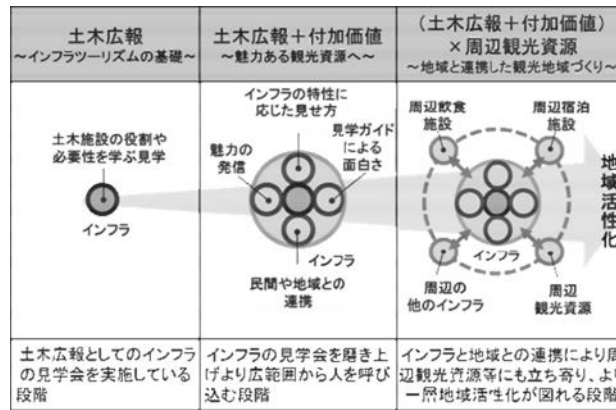 土木広報
～インフラツーリズムの基礎～
土木広報＋付加価値
～魅力ある観光資源へ～
(土木広報＋付加価値)
×周辺観光資源
～地域と連携した観光地域づくり～
土木施設の役割や
必要性を学ぶ見学
インフラ
インフラの特性に
応じた見せ方
魅力の
発信
見学ガイド
による
面白さ
インフラ
民間や地域との
連携
周辺飲食
施設
周辺宿泊
施設
インフラ
周辺の
他のインフラ
周辺
観光資源
地域活性化
土木広報としてのインフラ
の見学会を実施している
段階
インフラの見学会を磨き上
げより広範囲から人を呼び
込む段階
インフラと地域との連携により周
辺観光資源等にも立ち寄り、より
一層地域活性化が図れる段階